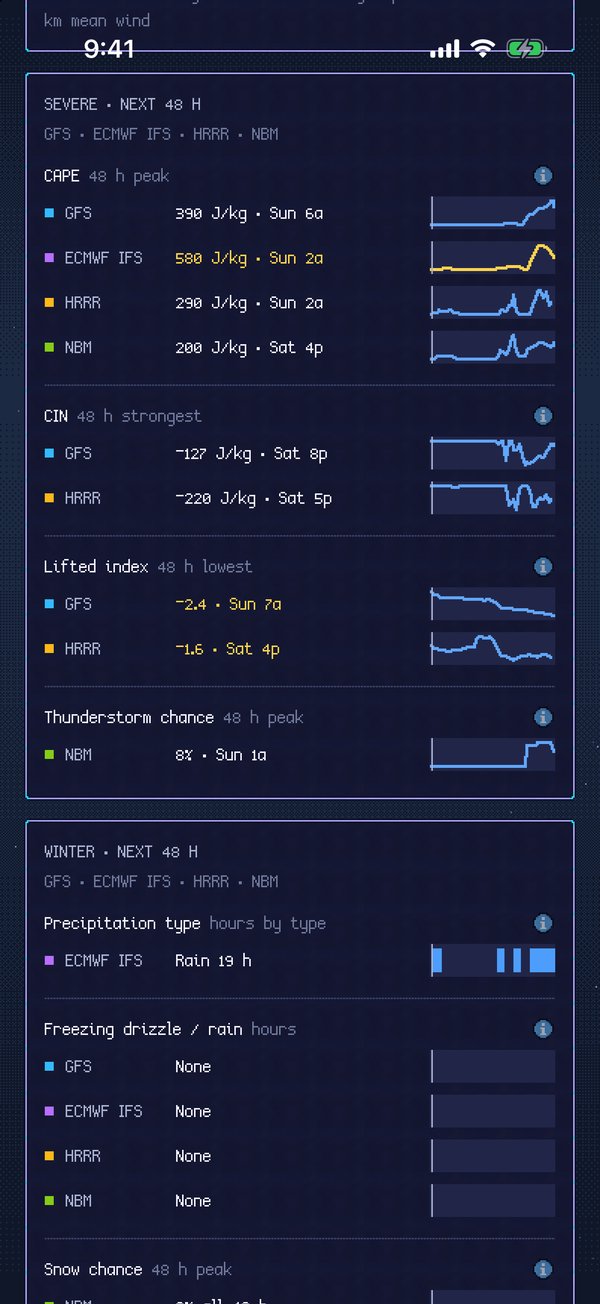 km mean wind
9:41
SEVERE · NEXT 48 H
GFS · ECMWF IFS · HRRR · NBM
CAPE 48 h peak
GFS 390 J/kg · Sun 6a
ECMWF IFS 580 J/kg · Sun 2a
HRRR 290 J/kg · Sun 2a
NBM 200 J/kg · Sat 4p
CIN 48 h strongest
GFS -127 J/kg · Sat 8p
HRRR -220 J/kg · Sat 5p
Lifted index 48 h lowest
GFS -2.4 · Sun 7a
HRRR -1.6 · Sat 4p
Thunderstorm chance 48 h peak
NBM 8% · Sun 1a
WINTER · NEXT 48 H
GFS · ECMWF IFS · HRRR · NBM
Precipitation type hours by type
ECMWF IFS Rain 19 h
Freezing drizzle / rain hours
GFS None
ECMWF IFS None
HRRR None
NBM None
Snow chance 48 h peak
NBM